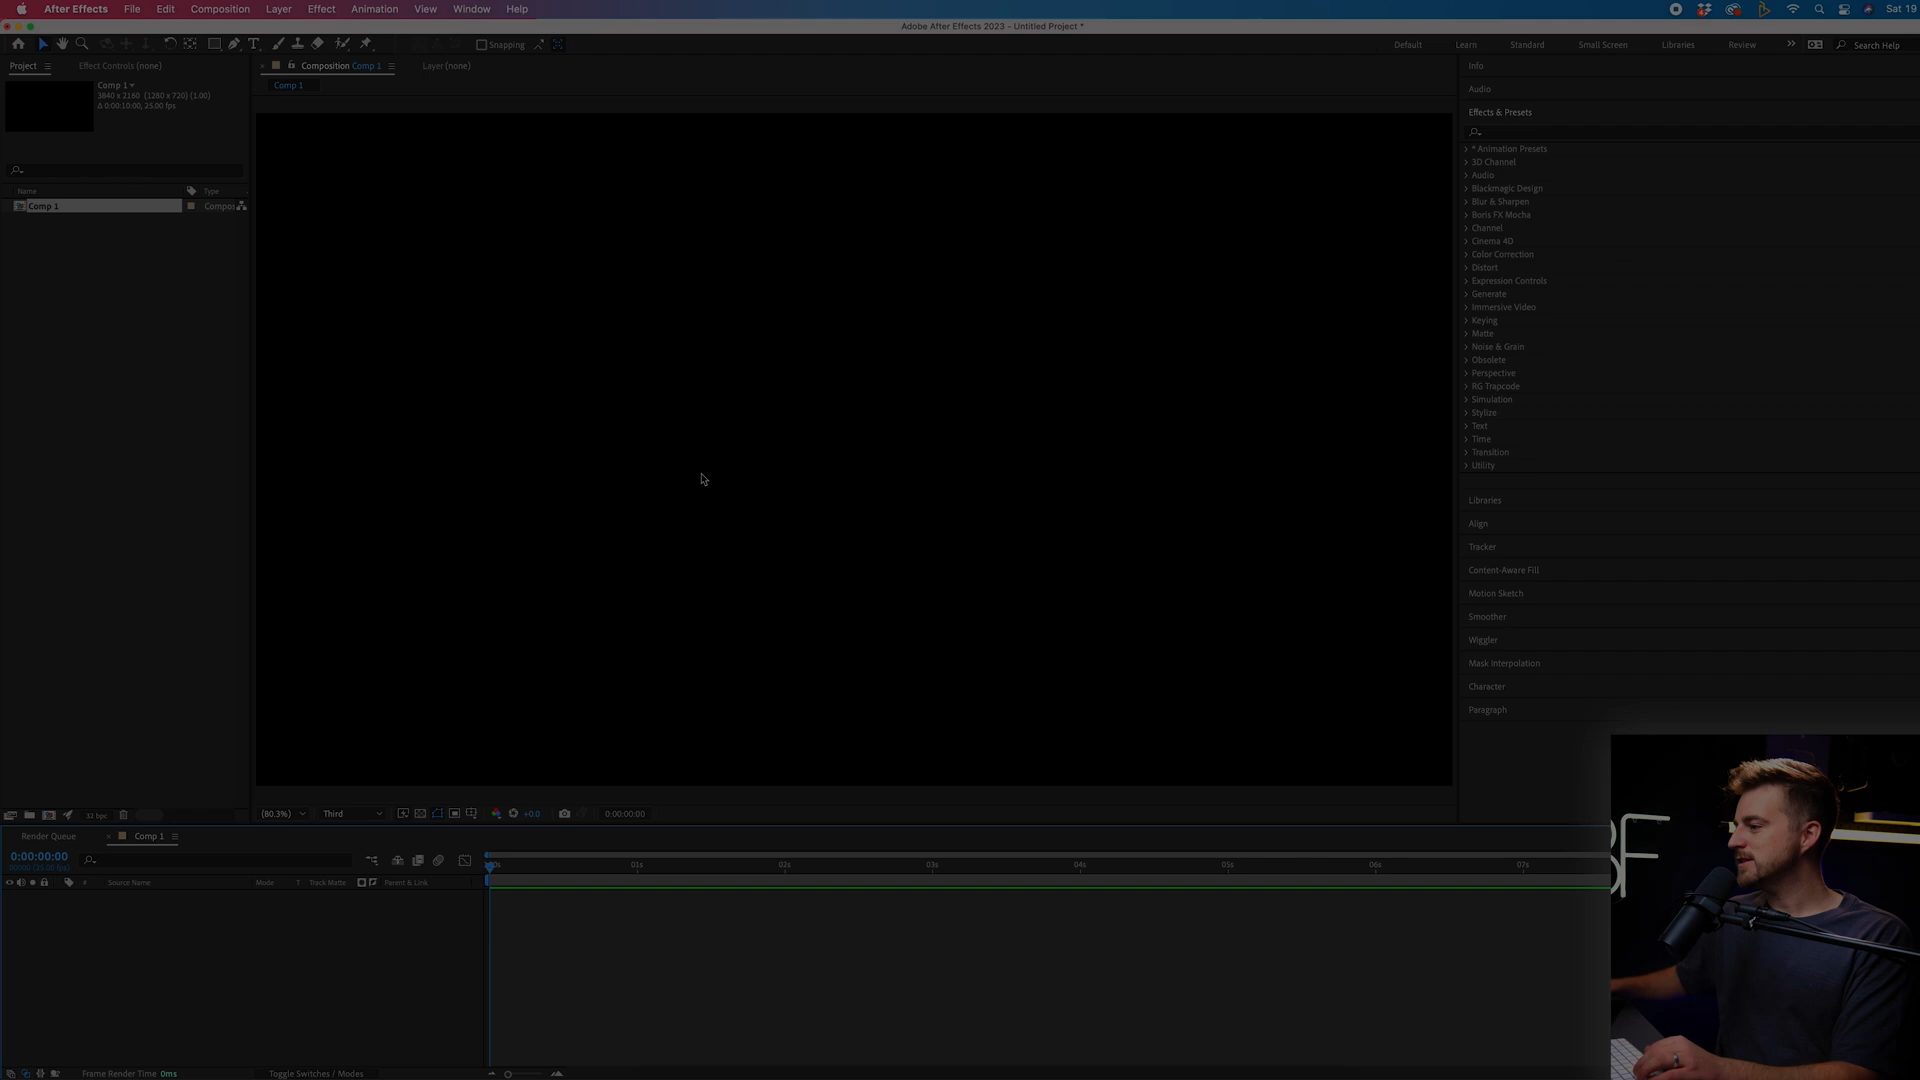 After Effects File Edit Composition Layer Effect Animation View Window Help Sat 19
Adobe After Effects 2023 - Untitled Project *
Snapping Default Learn Standard Small Screen Libraries Review Search Help
Project Effect Controls (none) Composition Comp 1 Layer (none) Info
Comp 1
3840 x 2160 (1280 x 720) (1.00)
Δ 0:00:10:00, 25.00 fps
Comp 1
Audio
Effects & Presets
* Animation Presets
3D Channel
Audio
Blackmagic Design
Blur & Sharpen
Boris FX Mocha
Channel
Cinema 4D
Color Correction
Distort
Expression Controls
Generate
Immersive Video
Keying
Matte
Noise & Grain
Obsolete
Perspective
RG Trapcode
Simulation
Stylize
Text
Time
Transition
Utility
Libraries
Align
Tracker
Content-Aware Fill
Motion Sketch
Smoother
Wiggler
Mask Interpolation
Character
Paragraph
Name Type
Comp 1 Compos
32 bpc (80.3%) Third +0.0 0:00:00:00
Render Queue Comp 1
0:00:00:00
01s 02s 03s 04s 05s 06s 07s
# Source Name Mode T Track Matte Parent & Link
Frame Render Time 0ms Toggle Switches / Modes